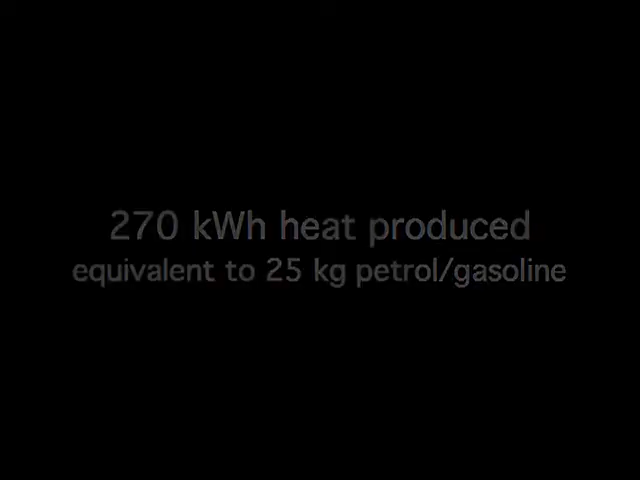 270 kWh heat produced
equivalent to 25 kg petrol/gasoline